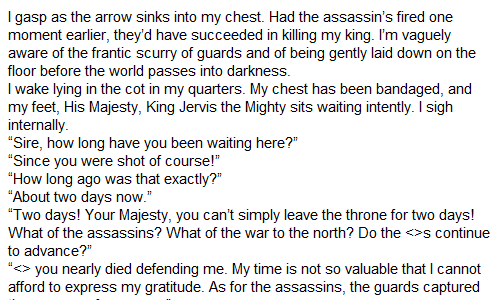 I gasp as the arrow sinks into my chest. Had the assassin’s fired one
moment earlier, they’d have succeeded in killing my king. I’m vaguely
aware of the frantic scurry of guards and of being gently laid down on the
floor before the world passes into darkness.
I wake lying in the cot in my quarters. My chest has been bandaged, and
my feet, His Majesty, King Jervis the Mighty sits waiting intently. I sigh
internally.
“Sire, how long have you been waiting here?”
“Since you were shot of course!”
“How long ago was that exactly?”
“About two days now.”
“Two days! Your Majesty, you can’t simply leave the throne for two days!
What of the assassins? What of the war to the north? Do the <>s continue
to advance?”
“<> you nearly died defending me. My time is not so valuable that I cannot
afford to express my gratitude. As for the assassins, the guards captured